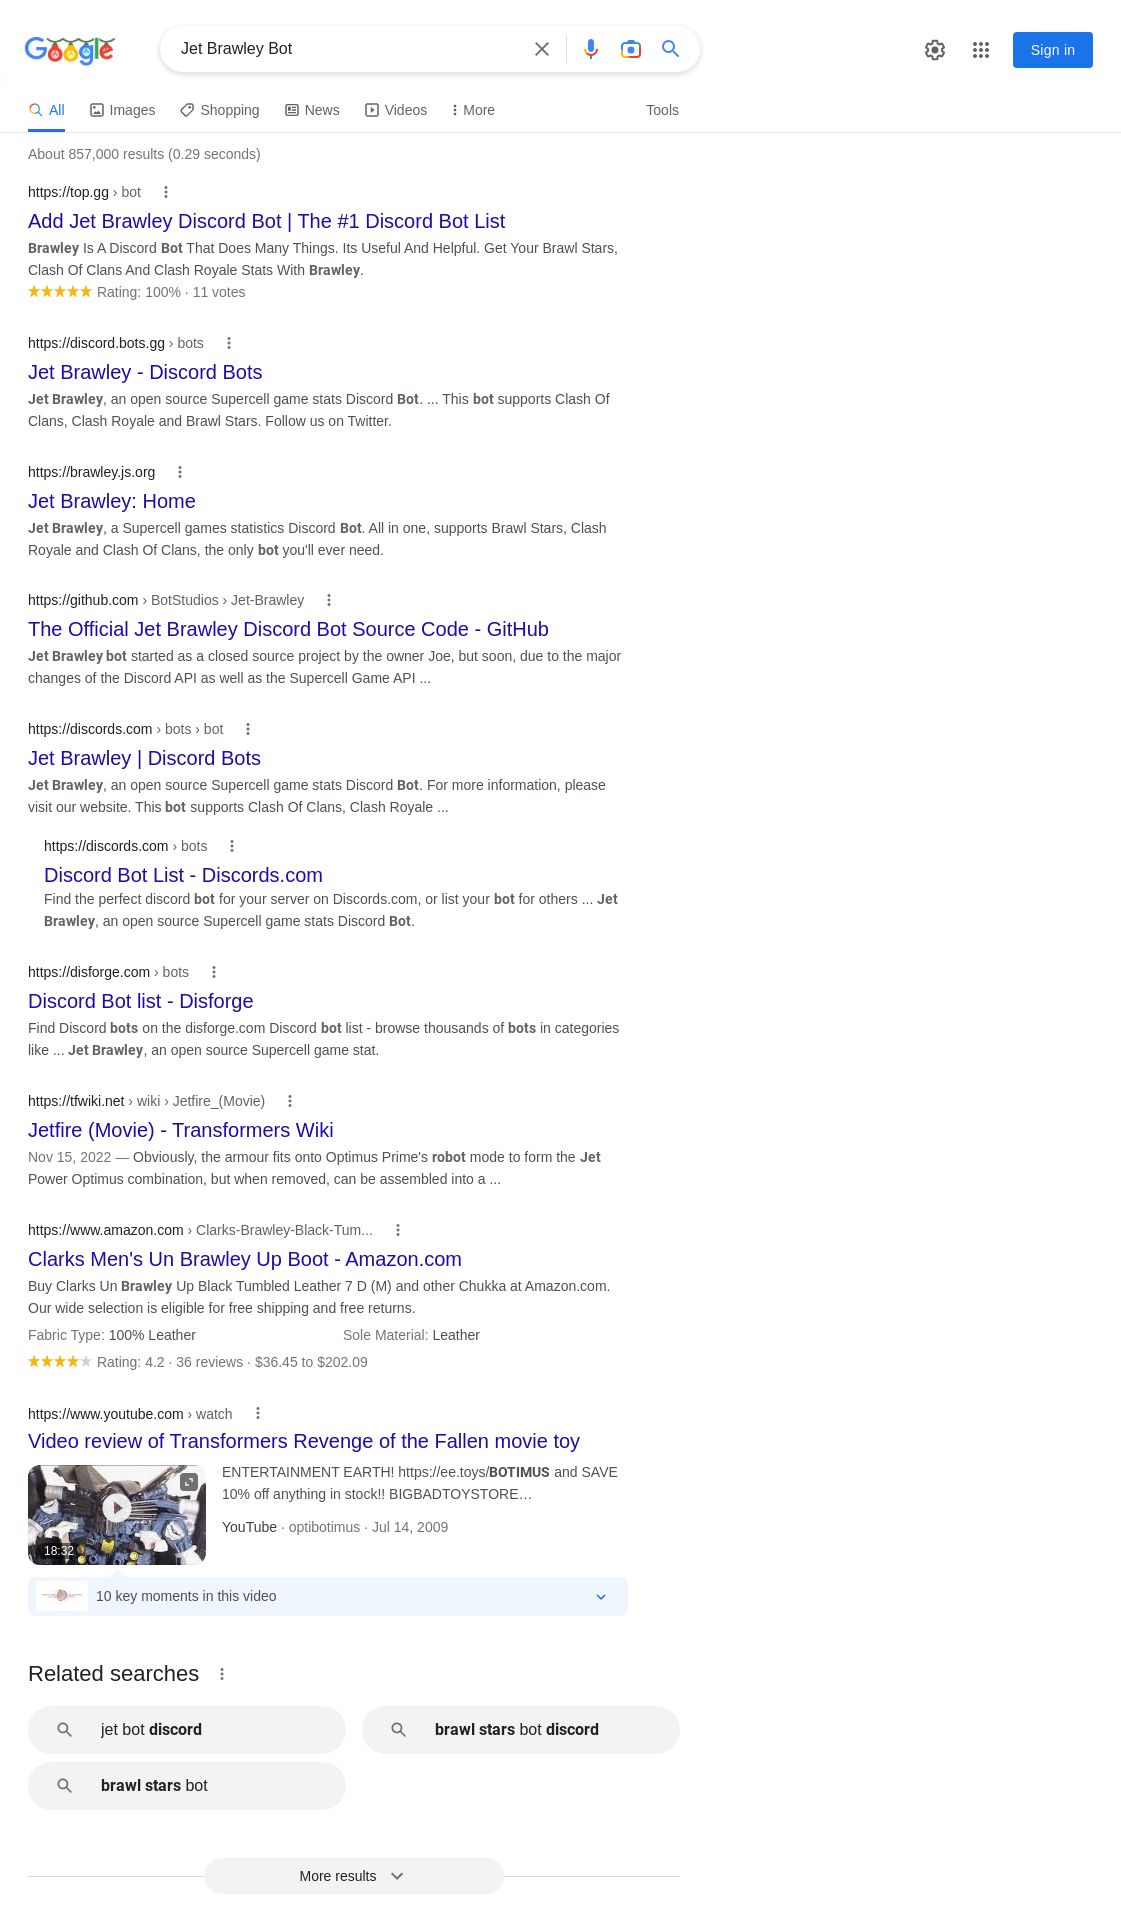 Google
Jet Brawley Bot
Sign in
All
Images
Shopping
News
Videos
More
Tools
About 857,000 results (0.29 seconds)
https://top.gg › bot
Add Jet Brawley Discord Bot | The #1 Discord Bot List
Brawley Is A Discord Bot That Does Many Things. Its Useful And Helpful. Get Your Brawl Stars,
Clash Of Clans And Clash Royale Stats With Brawley.
Rating: 100% · 11 votes
https://discord.bots.gg › bots
Jet Brawley - Discord Bots
Jet Brawley, an open source Supercell game stats Discord Bot. ... This bot supports Clash Of
Clans, Clash Royale and Brawl Stars. Follow us on Twitter.
https://brawley.js.org
Jet Brawley: Home
Jet Brawley, a Supercell games statistics Discord Bot. All in one, supports Brawl Stars, Clash
Royale and Clash Of Clans, the only bot you'll ever need.
https://github.com › BotStudios › Jet-Brawley
The Official Jet Brawley Discord Bot Source Code - GitHub
Jet Brawley bot started as a closed source project by the owner Joe, but soon, due to the major
changes of the Discord API as well as the Supercell Game API ...
https://discords.com › bots › bot
Jet Brawley | Discord Bots
Jet Brawley, an open source Supercell game stats Discord Bot. For more information, please
visit our website. This bot supports Clash Of Clans, Clash Royale ...
https://discords.com › bots
Discord Bot List - Discords.com
Find the perfect discord bot for your server on Discords.com, or list your bot for others ... Jet
Brawley, an open source Supercell game stats Discord Bot.
https://disforge.com › bots
Discord Bot list - Disforge
Find Discord bots on the disforge.com Discord bot list - browse thousands of bots in categories
like ... Jet Brawley, an open source Supercell game stat.
https://tfwiki.net › wiki › Jetfire_(Movie)
Jetfire (Movie) - Transformers Wiki
Nov 15, 2022 — Obviously, the armour fits onto Optimus Prime's robot mode to form the Jet
Power Optimus combination, but when removed, can be assembled into a ...
https://www.amazon.com › Clarks-Brawley-Black-Tum...
Clarks Men's Un Brawley Up Boot - Amazon.com
Buy Clarks Un Brawley Up Black Tumbled Leather 7 D (M) and other Chukka at Amazon.com.
Our wide selection is eligible for free shipping and free returns.
Fabric Type: 100% Leather Sole Material: Leather
Rating: 4.2 · 36 reviews · $36.45 to $202.09
https://www.youtube.com › watch
Video review of Transformers Revenge of the Fallen movie toy
ENTERTAINMENT EARTH! https://ee.toys/BOTIMUS and SAVE
10% off anything in stock!! BIGBADTOYSTORE…
YouTube · optibotimus · Jul 14, 2009
18:32
10 key moments in this video
Related searches
jet bot discord
brawl stars bot discord
brawl stars bot
More results